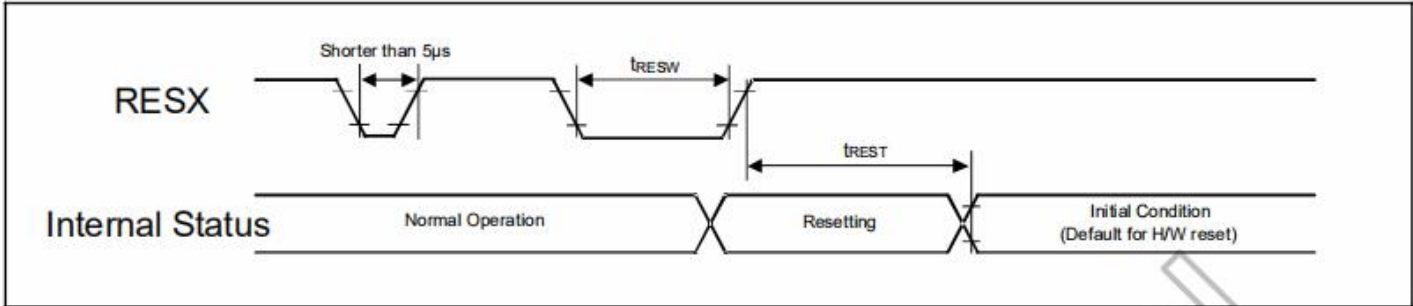 Shorter than 5µs
tRESW
RESX
tREST
Internal Status
Normal Operation
Resetting
Initial Condition
(Default for H/W reset)